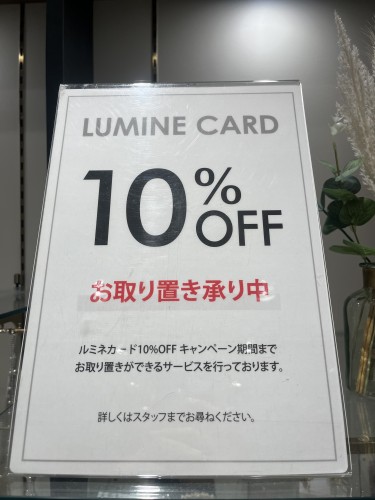 LUMINE CARD
10%OFF
お取り置き承り中
ルミネカード10%OFF キャンペーン期間まで
お取り置きができるサービスを行っております。
詳しくはスタッフまでお尋ねください。